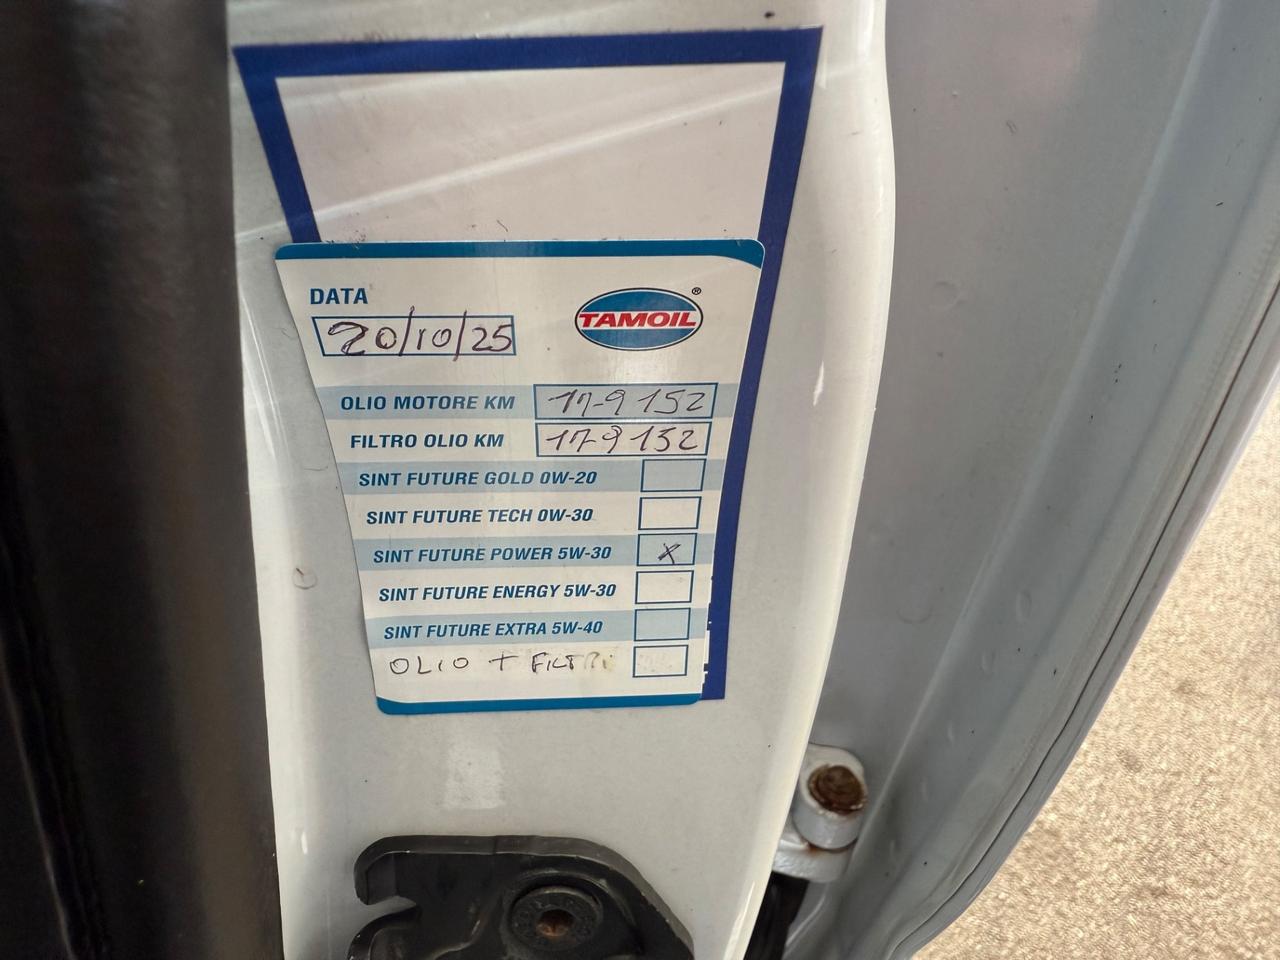 DATA
20/10/25
TAMOIL®
OLIO MOTORE KM 179152
FILTRO OLIO KM 179152
SINT FUTURE GOLD 0W-20
SINT FUTURE TECH 0W-30
SINT FUTURE POWER 5W-30 X
SINT FUTURE ENERGY 5W-30
SINT FUTURE EXTRA 5W-40
OLIO + FILTRI